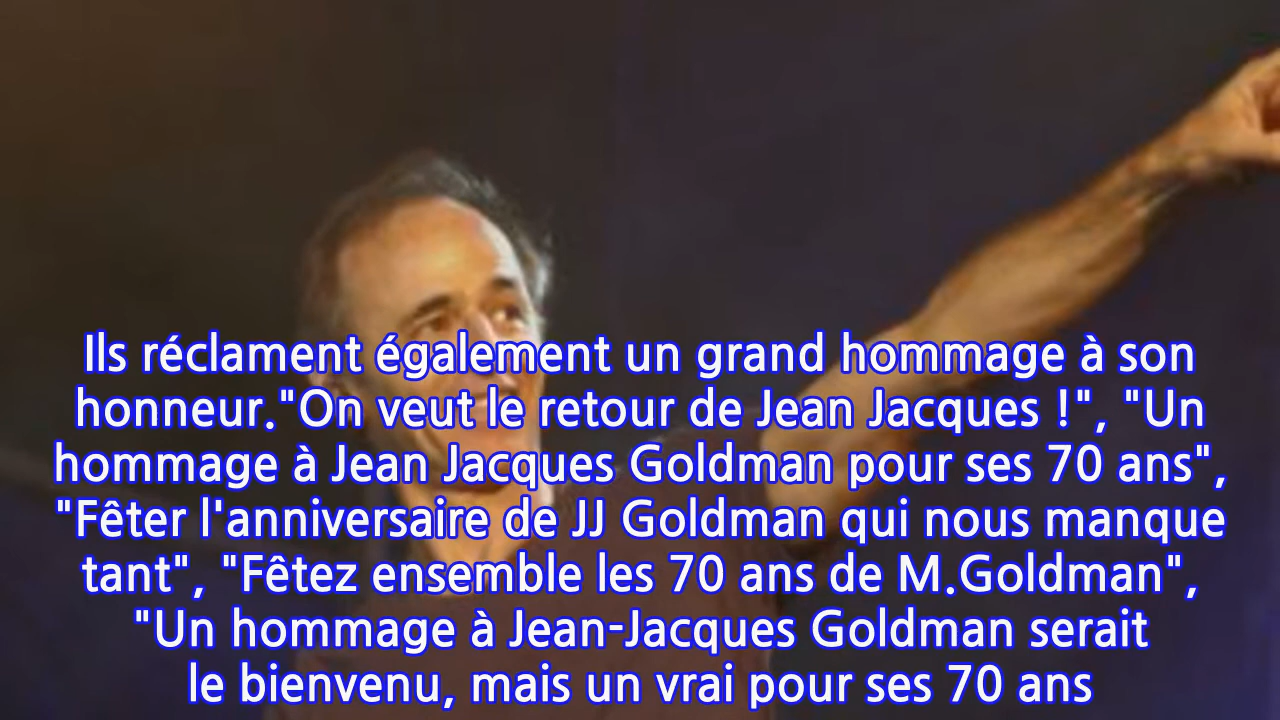 Ils réclament également un grand hommage à son
honneur."On veut le retour de Jean Jacques !", "Un
hommage à Jean Jacques Goldman pour ses 70 ans",
"Fêter l'anniversaire de JJ Goldman qui nous manque
tant", "Fêtez ensemble les 70 ans de M.Goldman",
"Un hommage à Jean-Jacques Goldman serait
le bienvenu, mais un vrai pour ses 70 ans